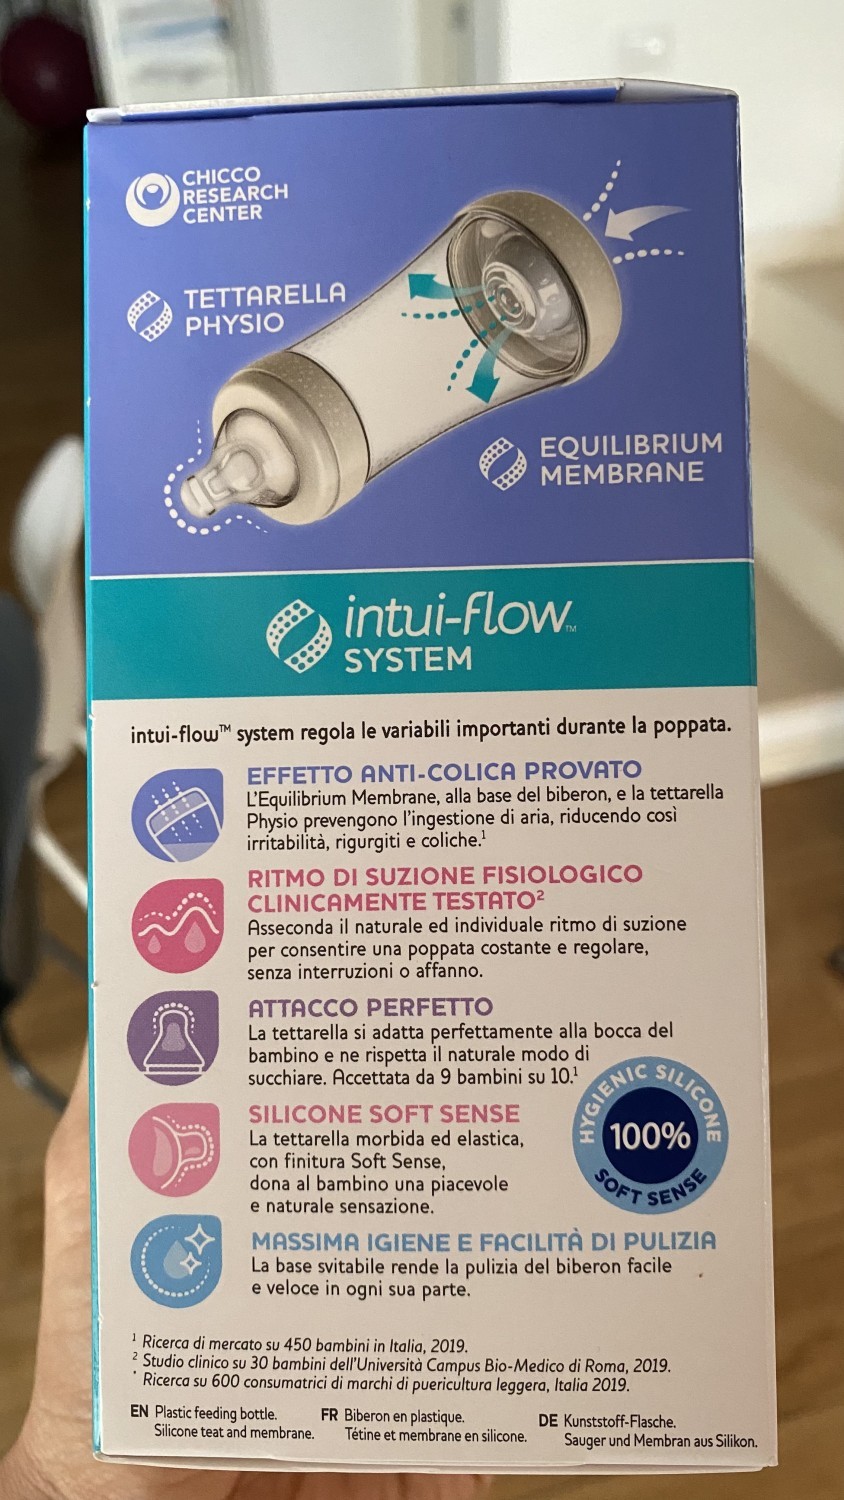 CHICCO
RESEARCH
CENTER
TETTARELLA
PHYSIO
EQUILIBRIUM
MEMBRANE
intui-flow™
SYSTEM
intui-flow™ system regola le variabili importanti durante la poppata.
EFFETTO ANTI-COLICA PROVATO
L'Equilibrium Membrane, alla base del biberon, e la tettarella
Physio prevengono l'ingestione di aria, riducendo così
irritabilità, rigurgiti e coliche.¹
RITMO DI SUZIONE FISIOLOGICO
CLINICAMENTE TESTATO²
Asseconda il naturale ed individuale ritmo di suzione
per consentire una poppata costante e regolare,
senza interruzioni o affanno.
ATTACCO PERFETTO
La tettarella si adatta perfettamente alla bocca del
bambino e ne rispetta il naturale modo di
succhiare. Accettata da 9 bambini su 10.¹
SILICONE SOFT SENSE
La tettarella morbida ed elastica,
con finitura Soft Sense,
dona al bambino una piacevole
e naturale sensazione.
HYGIENIC SILICONE
100%
SOFT SENSE
MASSIMA IGIENE E FACILITÀ DI PULIZIA
La base svitabile rende la pulizia del biberon facile
e veloce in ogni sua parte.
¹ Ricerca di mercato su 450 bambini in Italia, 2019.
² Studio clinico su 30 bambini dell'Università Campus Bio-Medico di Roma, 2019.
* Ricerca su 600 consumatrici di marchi di puericultura leggera, Italia 2019.
EN Plastic feeding bottle.
Silicone teat and membrane.
FR Biberon en plastique.
Tétine et membrane en silicone.
DE Kunststoff-Flasche.
Sauger und Membran aus Silikon.